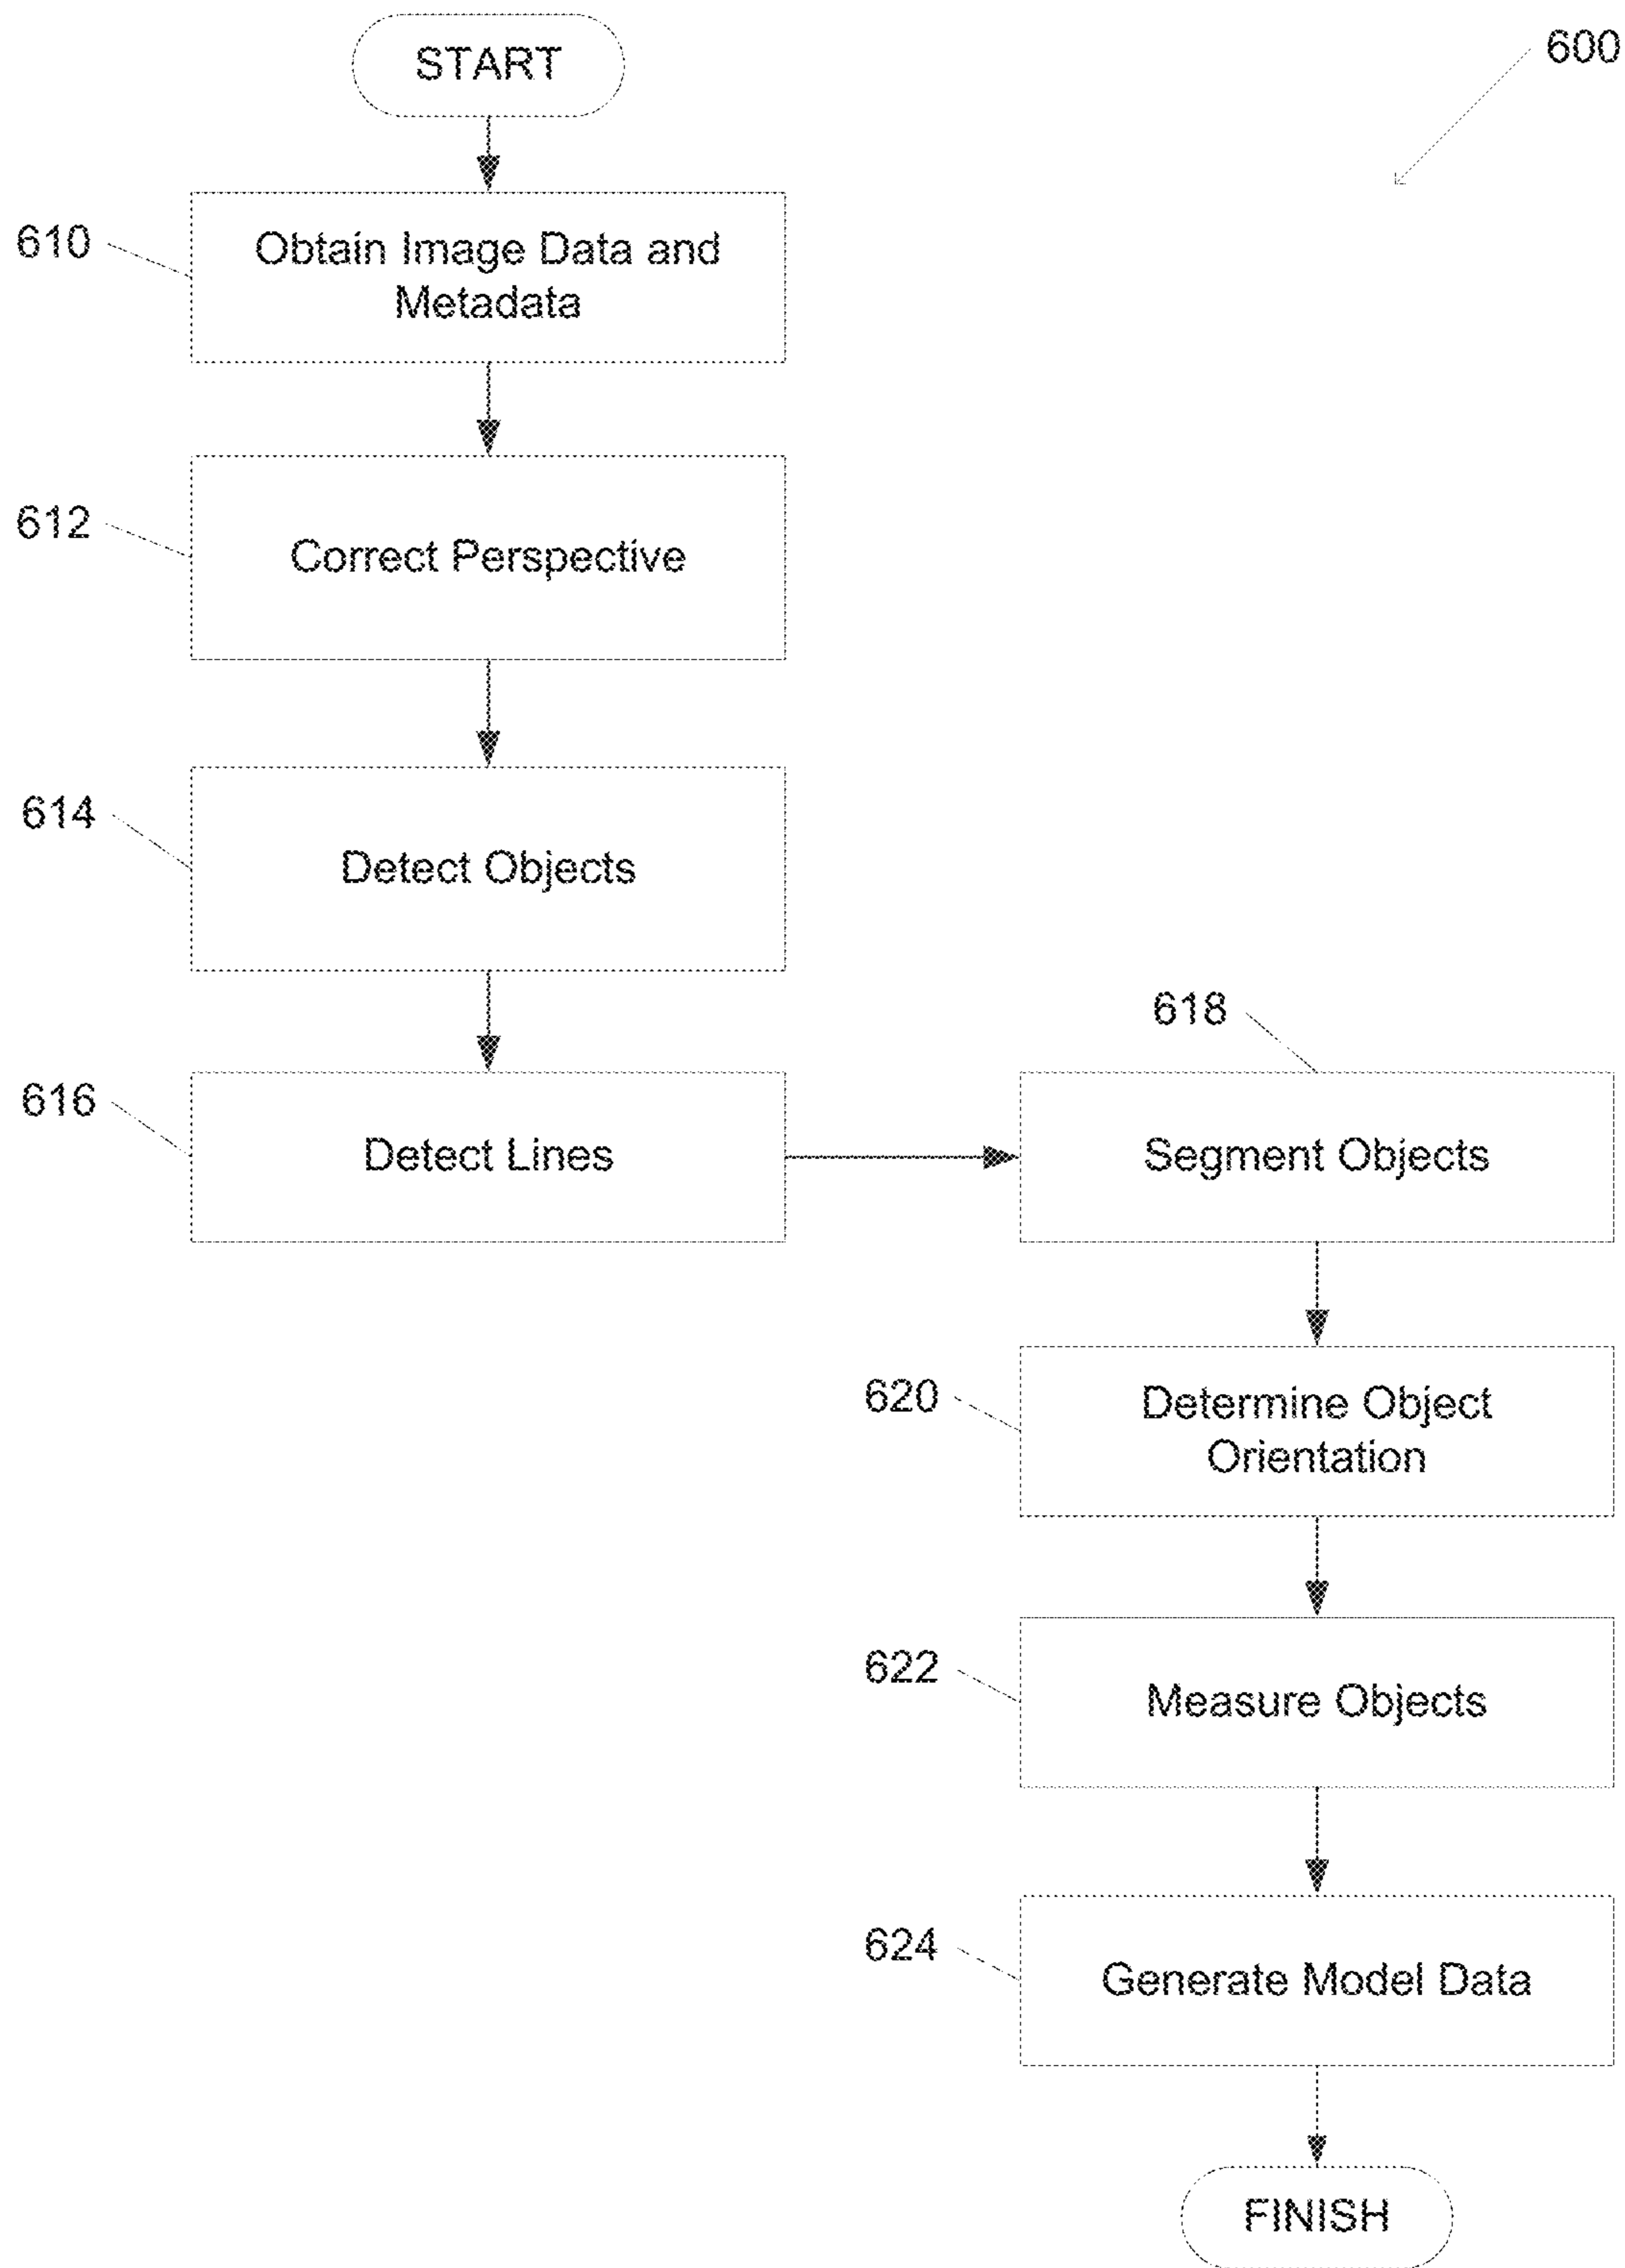 START
600
610
Obtain Image Data and
Metadata
612
Correct Perspective
614
Detect Objects
616
Detect Lines
618
Segment Objects
620
Determine Object
Orientation
622
Measure Objects
624
Generate Model Data
FINISH